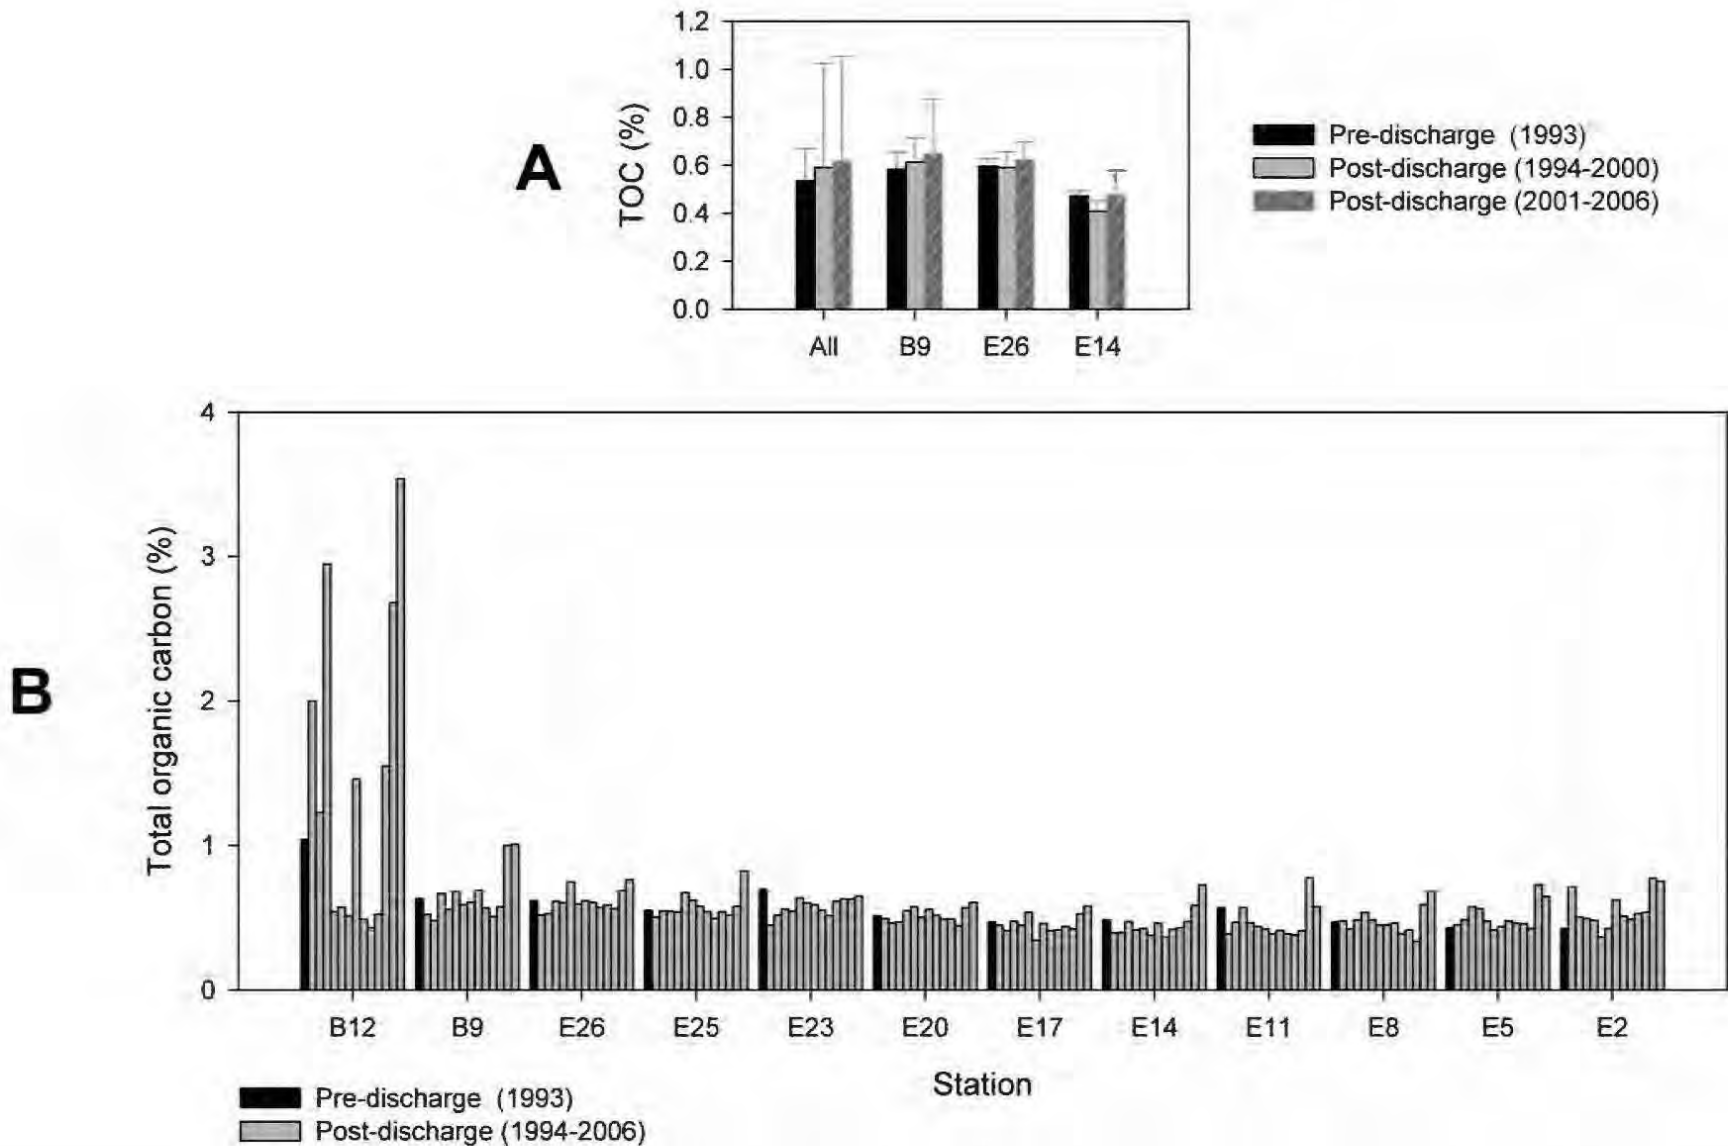 A
TOC (%)
1.2
1.0
0.8
0.6
0.4
0.2
0.0
All B9 E26 E14
Pre-discharge (1993)
Post-discharge (1994-2000)
Post-discharge (2001-2006)
B
Total organic carbon (%)
4
3
2
1
0
B12 B9 E26 E25 E23 E20 E17 E14 E11 E8 E5 E2
Station
Pre-discharge (1993)
Post-discharge (1994-2006)